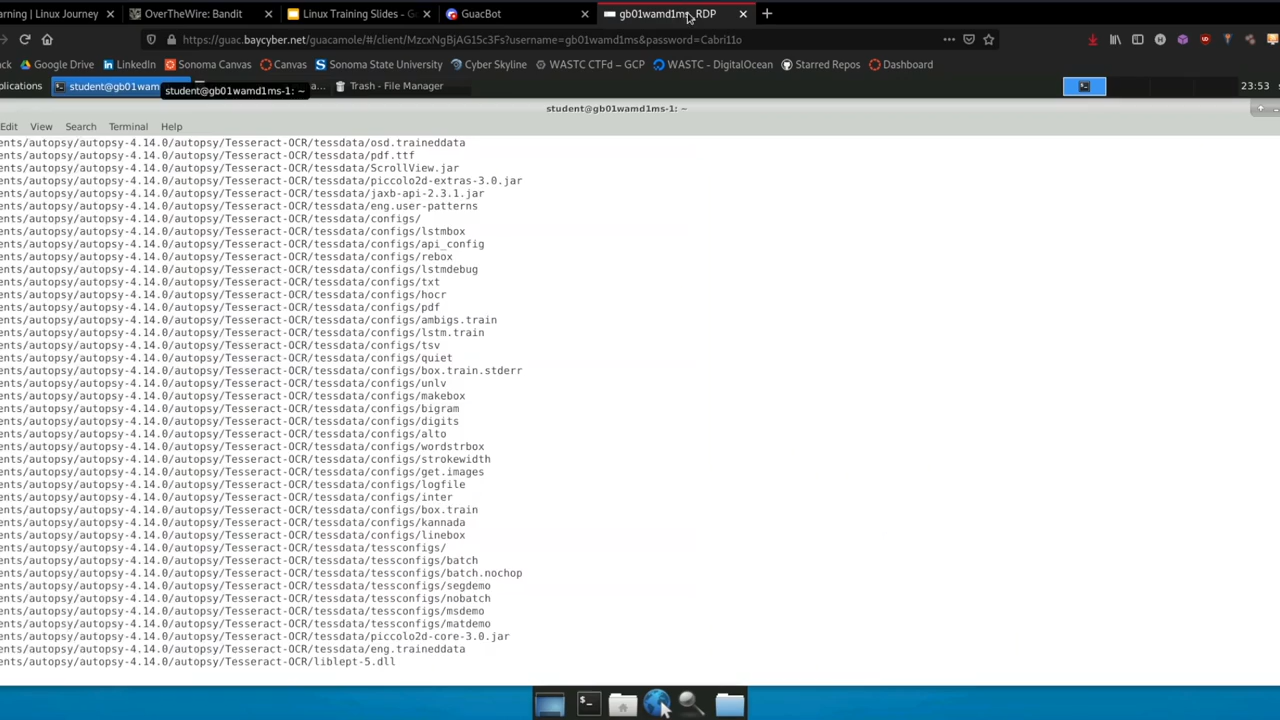 arning | Linux Journey
OverTheWire: Bandit
Linux Training Slides - G
GuacBot
gb01wamd1ms_RDP
https://guac.baycyber.net/guacamole/#/client/MzcxNgBjAG15c3Fs?username=gb01wamd1ms&password=Cabri11o
Google Drive
LinkedIn
Sonoma Canvas
Canvas
Sonoma State University
Cyber Skyline
WASTC CTFd – GCP
WASTC - DigitalOcean
Starred Repos
Dashboard
plications
student@gb01wam
a...
Trash - File Manager
23:53
student@gb01wamd1ms-1: ~
student@gb01wamd1ms-1: ~
Edit View Search Terminal Help
ents/autopsy/autopsy-4.14.0/autopsy/Tesseract-OCR/tessdata/osd.traineddata
ents/autopsy/autopsy-4.14.0/autopsy/Tesseract-OCR/tessdata/pdf.ttf
ents/autopsy/autopsy-4.14.0/autopsy/Tesseract-OCR/tessdata/ScrollView.jar
ents/autopsy/autopsy-4.14.0/autopsy/Tesseract-OCR/tessdata/piccolo2d-extras-3.0.jar
ents/autopsy/autopsy-4.14.0/autopsy/Tesseract-OCR/tessdata/jaxb-api-2.3.1.jar
ents/autopsy/autopsy-4.14.0/autopsy/Tesseract-OCR/tessdata/eng.user-patterns
ents/autopsy/autopsy-4.14.0/autopsy/Tesseract-OCR/tessdata/configs/
ents/autopsy/autopsy-4.14.0/autopsy/Tesseract-OCR/tessdata/configs/lstmbox
ents/autopsy/autopsy-4.14.0/autopsy/Tesseract-OCR/tessdata/configs/api_config
ents/autopsy/autopsy-4.14.0/autopsy/Tesseract-OCR/tessdata/configs/rebox
ents/autopsy/autopsy-4.14.0/autopsy/Tesseract-OCR/tessdata/configs/lstmdebug
ents/autopsy/autopsy-4.14.0/autopsy/Tesseract-OCR/tessdata/configs/txt
ents/autopsy/autopsy-4.14.0/autopsy/Tesseract-OCR/tessdata/configs/hocr
ents/autopsy/autopsy-4.14.0/autopsy/Tesseract-OCR/tessdata/configs/pdf
ents/autopsy/autopsy-4.14.0/autopsy/Tesseract-OCR/tessdata/configs/ambigs.train
ents/autopsy/autopsy-4.14.0/autopsy/Tesseract-OCR/tessdata/configs/lstm.train
ents/autopsy/autopsy-4.14.0/autopsy/Tesseract-OCR/tessdata/configs/tsv
ents/autopsy/autopsy-4.14.0/autopsy/Tesseract-OCR/tessdata/configs/quiet
ents/autopsy/autopsy-4.14.0/autopsy/Tesseract-OCR/tessdata/configs/box.train.stderr
ents/autopsy/autopsy-4.14.0/autopsy/Tesseract-OCR/tessdata/configs/unlv
ents/autopsy/autopsy-4.14.0/autopsy/Tesseract-OCR/tessdata/configs/makebox
ents/autopsy/autopsy-4.14.0/autopsy/Tesseract-OCR/tessdata/configs/bigram
ents/autopsy/autopsy-4.14.0/autopsy/Tesseract-OCR/tessdata/configs/digits
ents/autopsy/autopsy-4.14.0/autopsy/Tesseract-OCR/tessdata/configs/alto
ents/autopsy/autopsy-4.14.0/autopsy/Tesseract-OCR/tessdata/configs/wordstrbox
ents/autopsy/autopsy-4.14.0/autopsy/Tesseract-OCR/tessdata/configs/strokewidth
ents/autopsy/autopsy-4.14.0/autopsy/Tesseract-OCR/tessdata/configs/get.images
ents/autopsy/autopsy-4.14.0/autopsy/Tesseract-OCR/tessdata/configs/logfile
ents/autopsy/autopsy-4.14.0/autopsy/Tesseract-OCR/tessdata/configs/inter
ents/autopsy/autopsy-4.14.0/autopsy/Tesseract-OCR/tessdata/configs/box.train
ents/autopsy/autopsy-4.14.0/autopsy/Tesseract-OCR/tessdata/configs/kannada
ents/autopsy/autopsy-4.14.0/autopsy/Tesseract-OCR/tessdata/configs/linebox
ents/autopsy/autopsy-4.14.0/autopsy/Tesseract-OCR/tessdata/tessconfigs/
ents/autopsy/autopsy-4.14.0/autopsy/Tesseract-OCR/tessdata/tessconfigs/batch
ents/autopsy/autopsy-4.14.0/autopsy/Tesseract-OCR/tessdata/tessconfigs/batch.nochop
ents/autopsy/autopsy-4.14.0/autopsy/Tesseract-OCR/tessdata/tessconfigs/segdemo
ents/autopsy/autopsy-4.14.0/autopsy/Tesseract-OCR/tessdata/tessconfigs/nobatch
ents/autopsy/autopsy-4.14.0/autopsy/Tesseract-OCR/tessdata/tessconfigs/msdemo
ents/autopsy/autopsy-4.14.0/autopsy/Tesseract-OCR/tessdata/tessconfigs/matdemo
ents/autopsy/autopsy-4.14.0/autopsy/Tesseract-OCR/tessdata/piccolo2d-core-3.0.jar
ents/autopsy/autopsy-4.14.0/autopsy/Tesseract-OCR/tessdata/eng.traineddata
ents/autopsy/autopsy-4.14.0/autopsy/Tesseract-OCR/liblept-5.dll